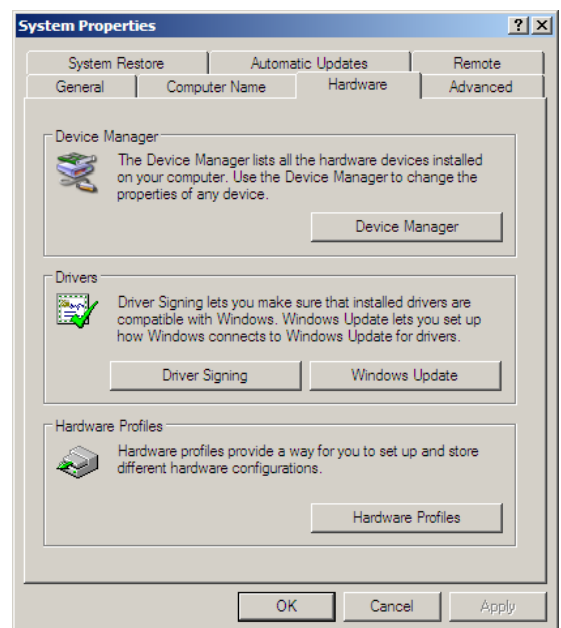 System Properties
System Restore
Automatic Updates
Remote
General
Computer Name
Hardware
Advanced
Device Manager
The Device Manager lists all the hardware devices installed
on your computer. Use the Device Manager to change the
properties of any device.
Device Manager
Drivers
Driver Signing lets you make sure that installed drivers are
compatible with Windows. Windows Update lets you set up
how Windows connects to Windows Update for drivers.
Driver Signing
Windows Update
Hardware Profiles
Hardware profiles provide a way for you to set up and store
different hardware configurations.
Hardware Profiles
OK
Cancel
Apply